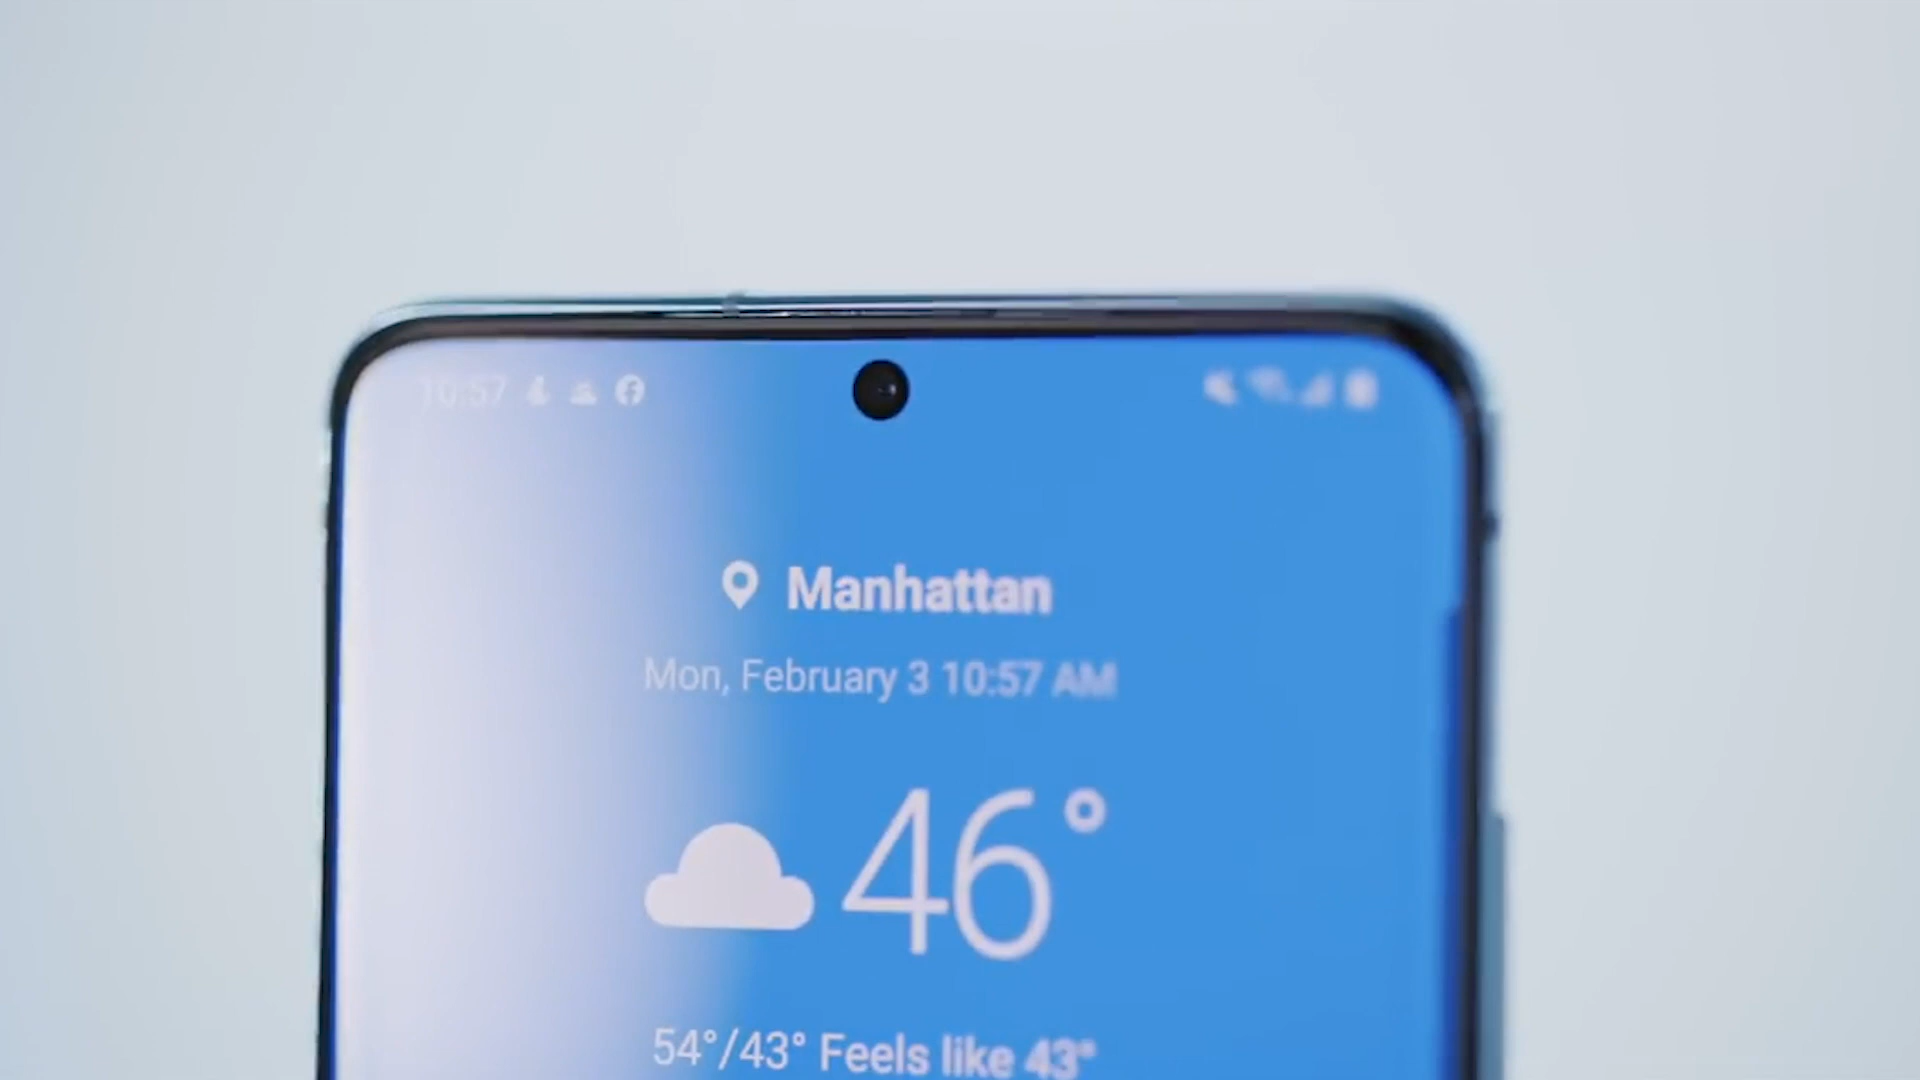 10:57
Manhattan
Mon, February 3 10:57 AM
46°
54°/43° Feels like 43°